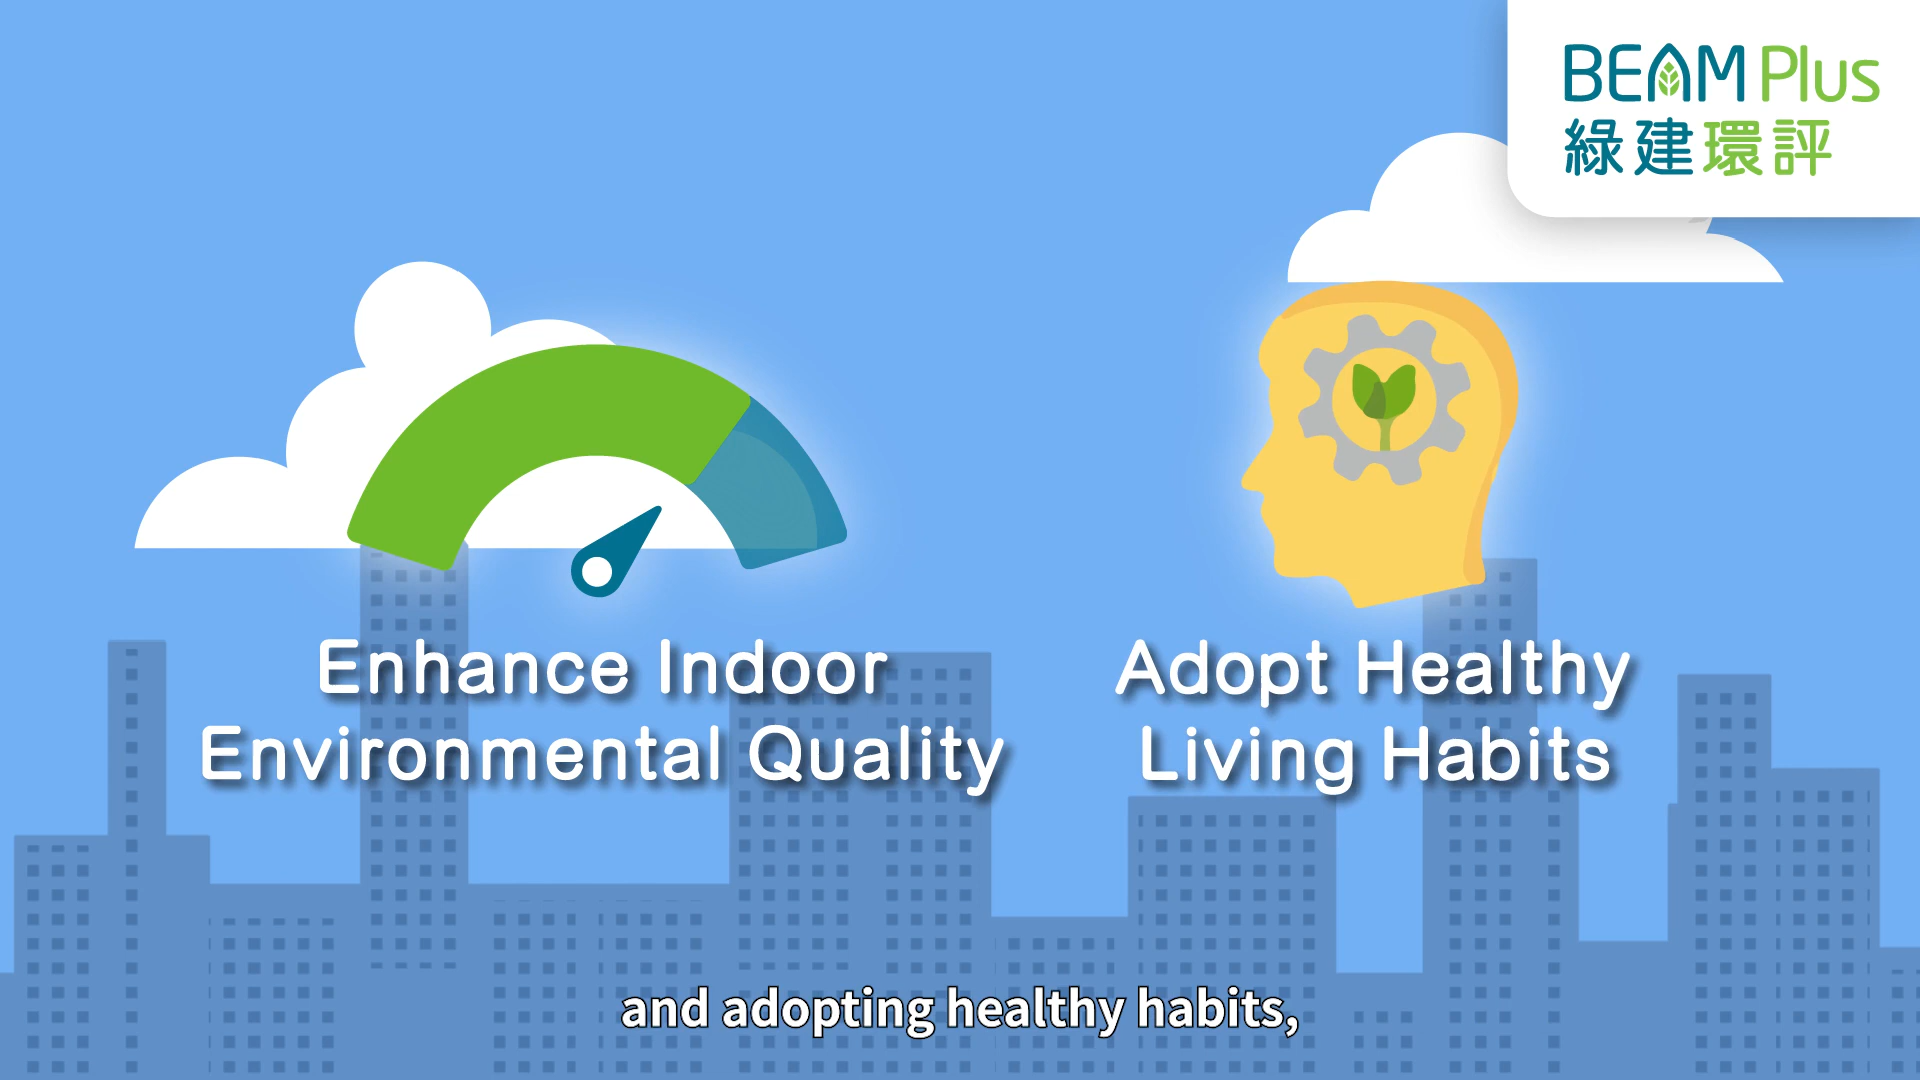 BEAM Plus
綠建環評
Enhance Indoor
Environmental Quality
Adopt Healthy
Living Habits
and adopting healthy habits,